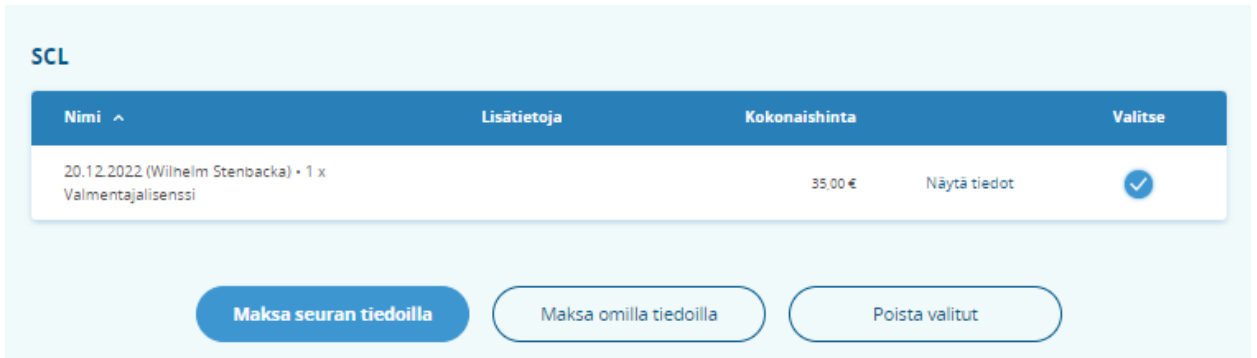 SCL
Nimi Lisätietoja Kokonaishinta Valitse
20.12.2022 (Wilhelm Stenbacka) • 1 x
Valmentajalisenssi
35,00 € Näytä tiedot
Maksa seuran tiedoilla Maksa omilla tiedoilla Poista valitut